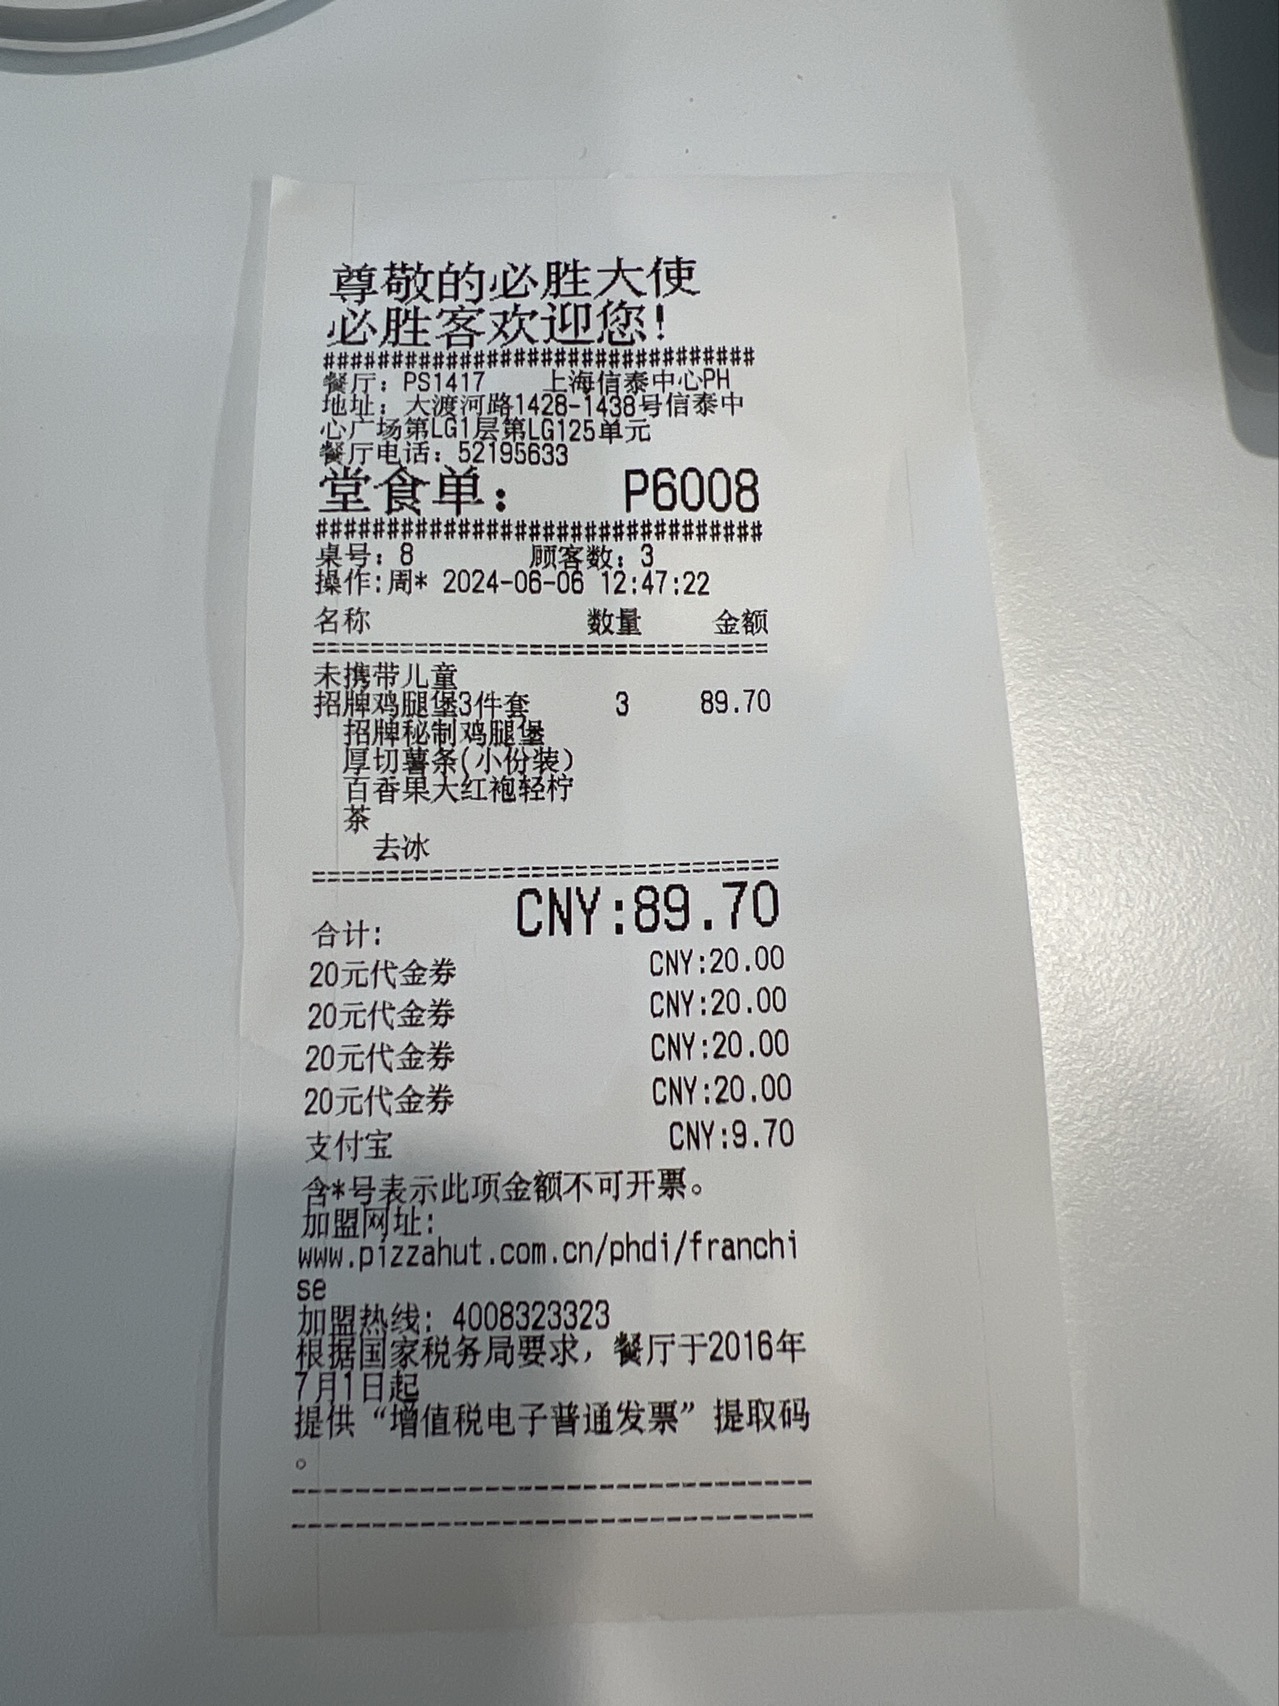 尊敬的必胜大使
必胜客欢迎您!
##############################
餐厅: PS1417 上海信泰中心PH
地址: 大渡河路1428-1438号信泰中
心广场第LG1层第LG125单元
餐厅电话: 52195633
堂食单: P6008
##############################
桌号: 8 顾客数: 3
操作:周* 2024-06-06 12:47:22
名称 数量 金额
==============================
未携带儿童
招牌鸡腿堡3件套 3 89.70
招牌秘制鸡腿堡
厚切薯条(小份装)
百香果大红袍轻柠
茶
去冰
==============================
合计: CNY:89.70
20元代金券 CNY:20.00
20元代金券 CNY:20.00
20元代金券 CNY:20.00
20元代金券 CNY:20.00
支付宝 CNY:9.70
含*号表示此项金额不可开票。
加盟网址:
www.pizzahut.com.cn/phdi/franchi
se
加盟热线: 4008323323
根据国家税务局要求，餐厅于2016年
7月1日起
提供“增值税电子普通发票”提取码
。
--------------------------------
--------------------------------